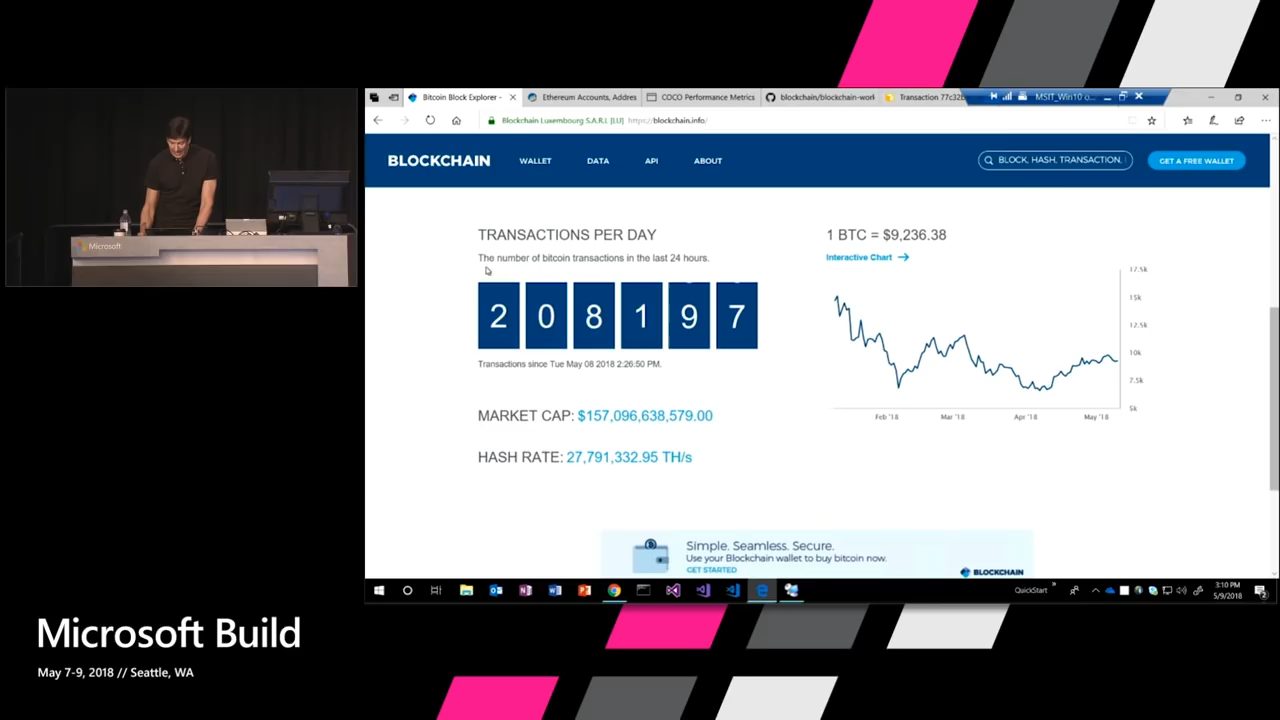 Microsoft
Bitcoin Block Explorer -
Ethereum Accounts, Addres
COCO Performance Metrics
blockchain/blockchain-worl
Transaction 77c32b
MSIT_Win10 o...
Blockchain Luxembourg S.A.R.L [LU] https://blockchain.info/
BLOCKCHAIN
WALLET
DATA
API
ABOUT
BLOCK, HASH, TRANSACTION,
GET A FREE WALLET
TRANSACTIONS PER DAY
The number of bitcoin transactions in the last 24 hours.
2 0 8 1 9 7
Transactions since Tue May 08 2018 2:26:50 PM.
MARKET CAP: $157,096,638,579.00
HASH RATE: 27,791,332.95 TH/s
1 BTC = $9,236.38
Interactive Chart →
17.5k
15k
12.5k
10k
7.5k
5k
Feb '18
Mar '18
Apr '18
May '18
Simple. Seamless. Secure.
Use your Blockchain wallet to buy bitcoin now.
GET STARTED
BLOCKCHAIN
QuickStart
3:10 PM
5/9/2018
Microsoft Build
May 7-9, 2018 // Seattle, WA